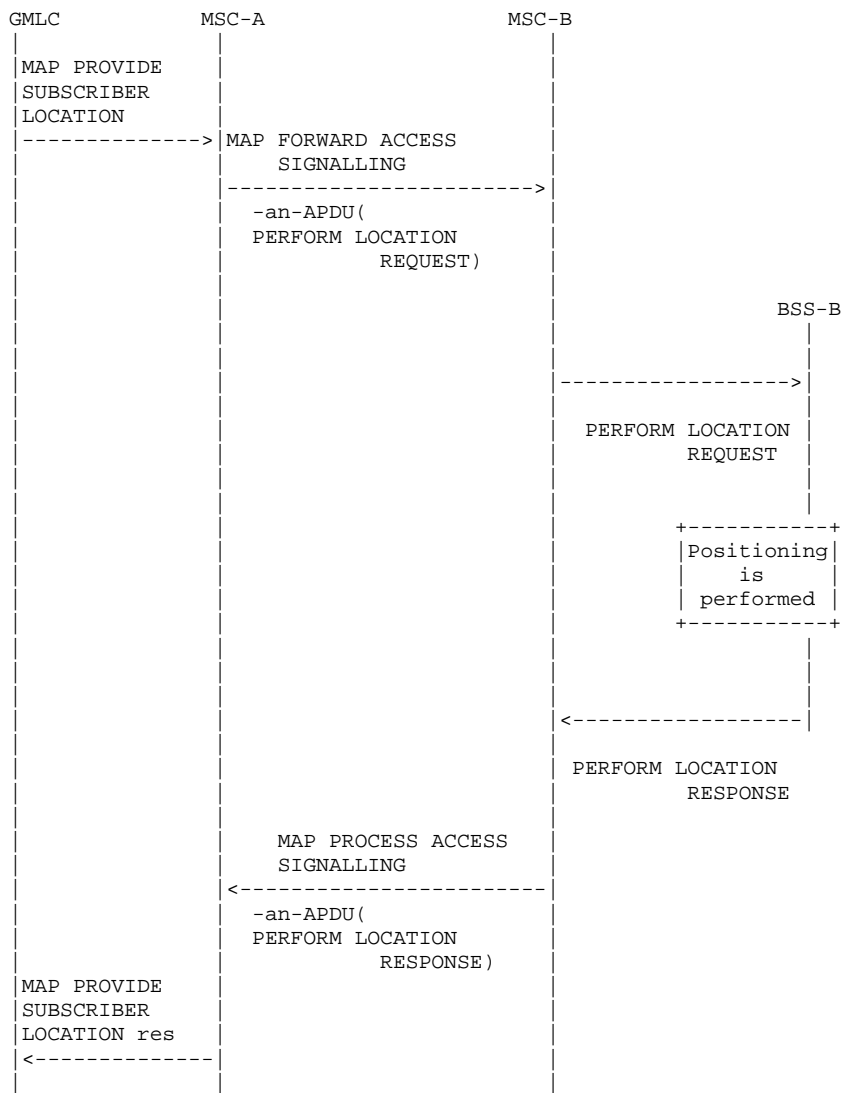 GMLC MSC-A MSC-B
MAP PROVIDE
SUBSCRIBER
LOCATION
MAP FORWARD ACCESS
SIGNALLING
-an-APDU(
PERFORM LOCATION
REQUEST)
BSS-B
PERFORM LOCATION
REQUEST
Positioning
is
performed
PERFORM LOCATION
RESPONSE
MAP PROCESS ACCESS
SIGNALLING
-an-APDU(
PERFORM LOCATION
RESPONSE)
MAP PROVIDE
SUBSCRIBER
LOCATION res